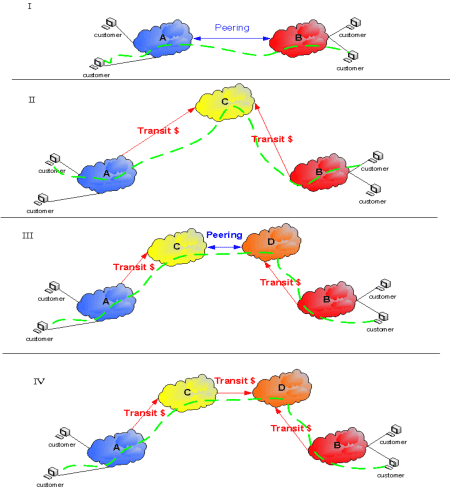 I
customer
A
Peering
B
customer
customer
customer
II
C
Transit $
Transit $
customer
A
B
customer
customer
customer
III
C
Peering
D
Transit $
Transit $
customer
A
B
customer
customer
customer
IV
Transit $
C
D
Transit $
Transit $
customer
A
B
customer
customer
customer